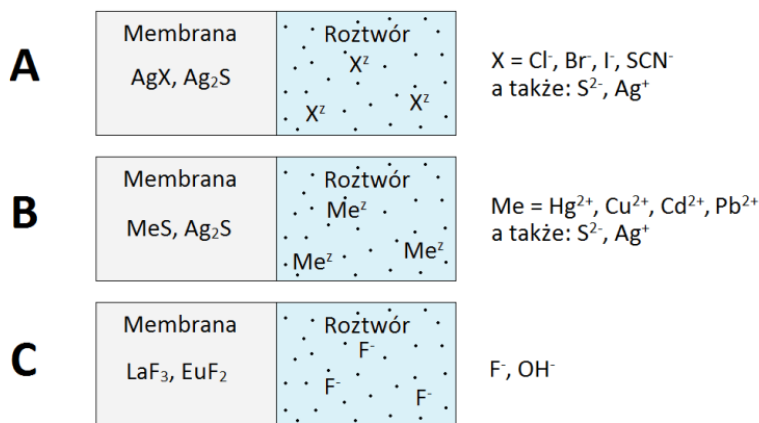 A
Membrana
AgX, Ag₂S
Roztwór
Xᶻ
Xᶻ
Xᶻ
X = Cl⁻, Br⁻, I⁻, SCN⁻
a także: S²⁻, Ag⁺
B
Membrana
MeS, Ag₂S
Roztwór
Meᶻ
Meᶻ
Meᶻ
Me = Hg²⁺, Cu²⁺, Cd²⁺, Pb²⁺
a także: S²⁻, Ag⁺
C
Membrana
LaF₃, EuF₂
Roztwór
F⁻
F⁻
F⁻
F⁻, OH⁻